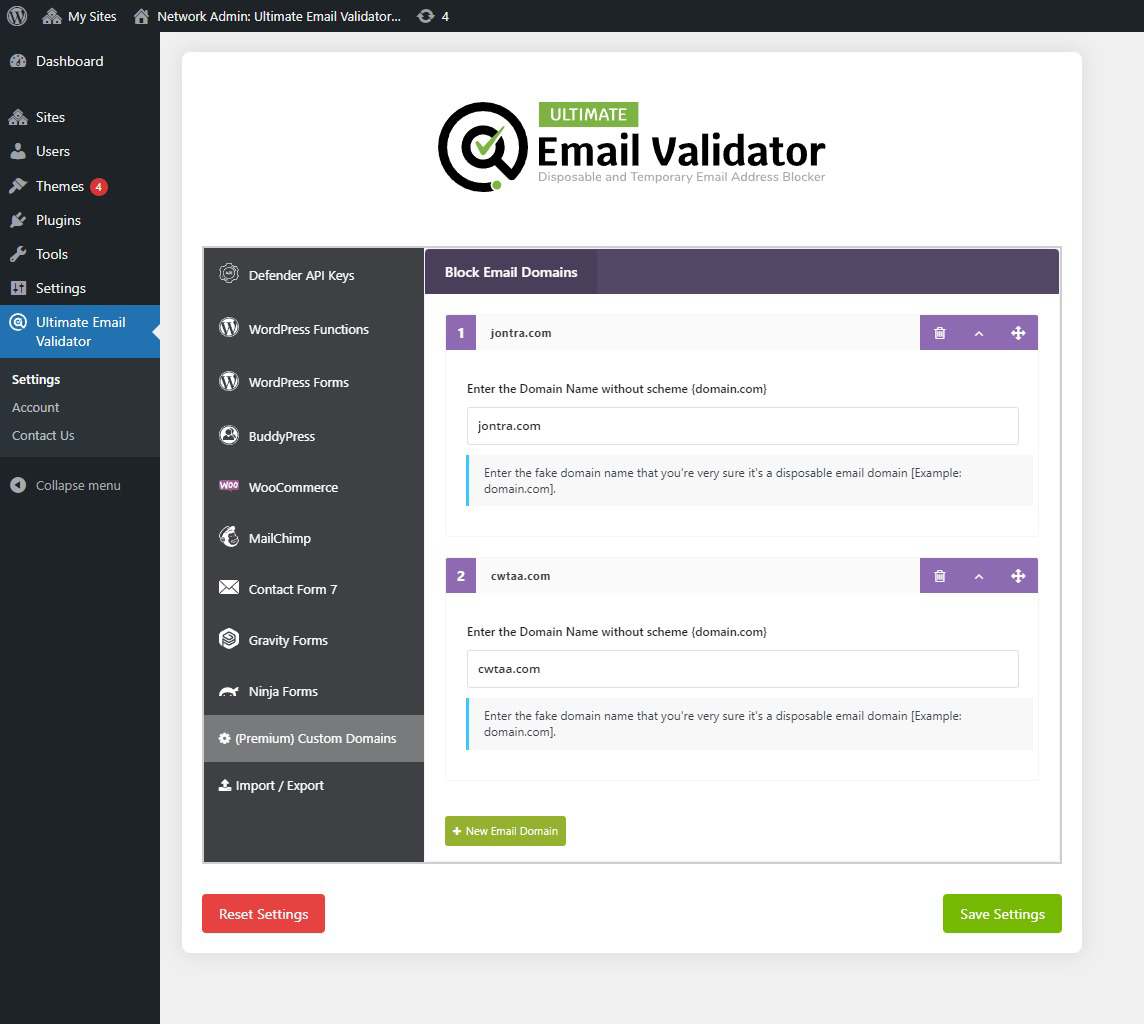 My Sites
Network Admin: Ultimate Email Validator...
4
Dashboard
Sites
Users
Themes 4
Plugins
Tools
Settings
Ultimate Email
Validator
Settings
Account
Contact Us
Collapse menu
ULTIMATE
Email Validator
Disposable and Temporary Email Address Blocker
Defender API Keys
WordPress Functions
WordPress Forms
BuddyPress
WOO WooCommerce
MailChimp
Contact Form 7
Gravity Forms
Ninja Forms
(Premium) Custom Domains
Import / Export
Block Email Domains
1 jontra.com
Enter the Domain Name without scheme {domain.com}
jontra.com
Enter the fake domain name that you're very sure it's a disposable email domain [Example:
domain.com].
2 cwtaa.com
Enter the Domain Name without scheme {domain.com}
cwtaa.com
Enter the fake domain name that you're very sure it's a disposable email domain [Example:
domain.com].
+ New Email Domain
Reset Settings
Save Settings